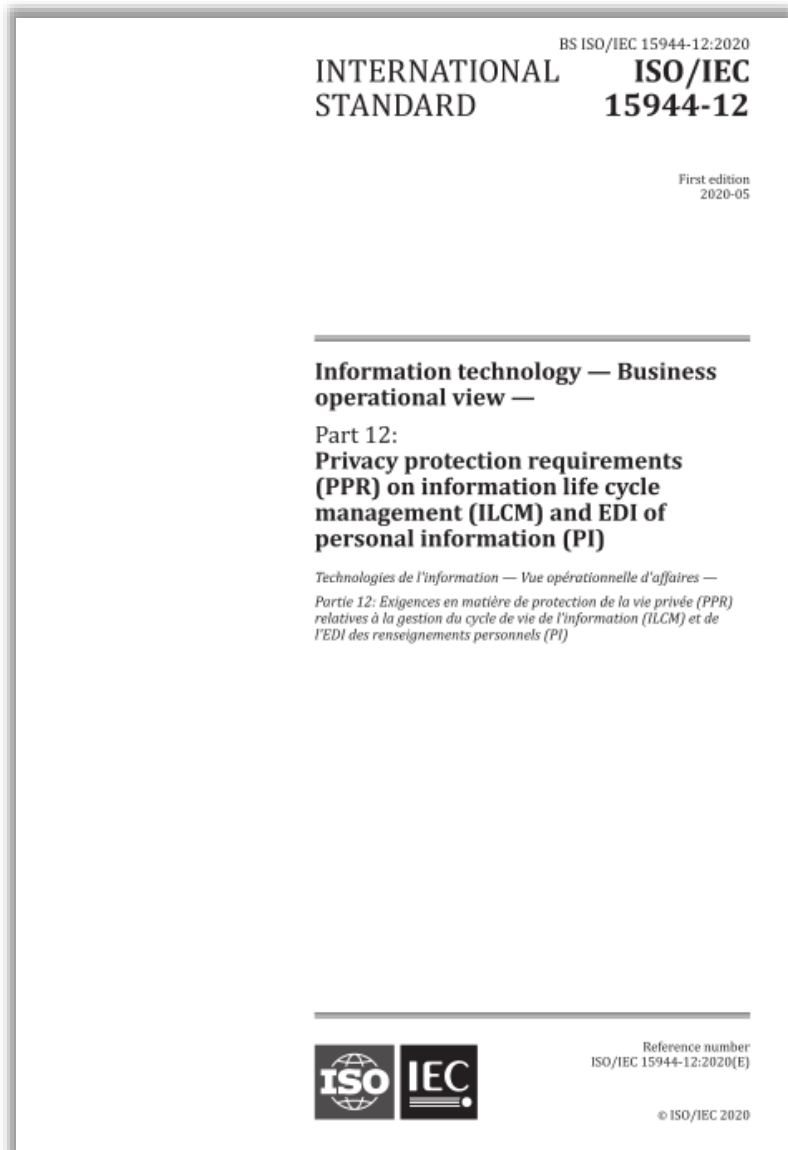 BS ISO/IEC 15944-12:2020
INTERNATIONAL STANDARD
ISO/IEC 15944-12
First edition
2020-05
Information technology — Business
operational view —
Part 12:
Privacy protection requirements
(PPR) on information life cycle
management (ILCM) and EDI of
personal information (PI)
Technologies de l'information — Vue opérationnelle d'affaires —
Partie 12: Exigences en matière de protection de la vie privée (PPR)
relatives à la gestion du cycle de vie de l'information (ILCM) et de
l'EDI des renseignements personnels (PI)
ISO
IEC
Reference number
ISO/IEC 15944-12:2020(E)
© ISO/IEC 2020